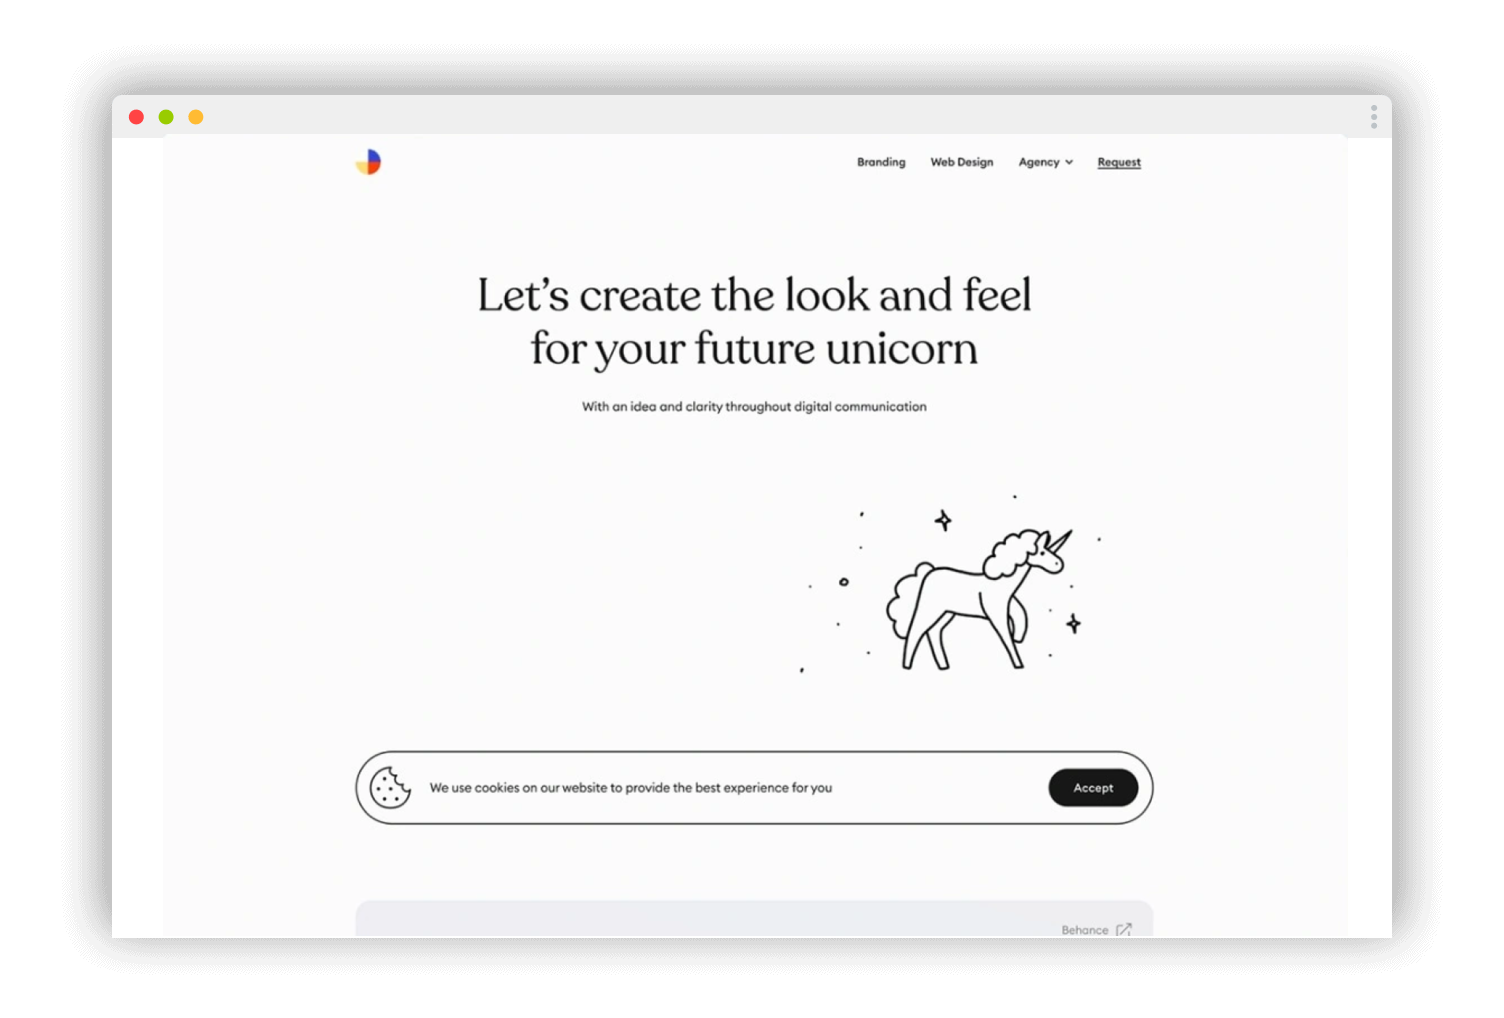 Branding Web Design Agency Request
Let’s create the look and feel
for your future unicorn
With an idea and clarity throughout digital communication
We use cookies on our website to provide the best experience for you
Accept
Behance